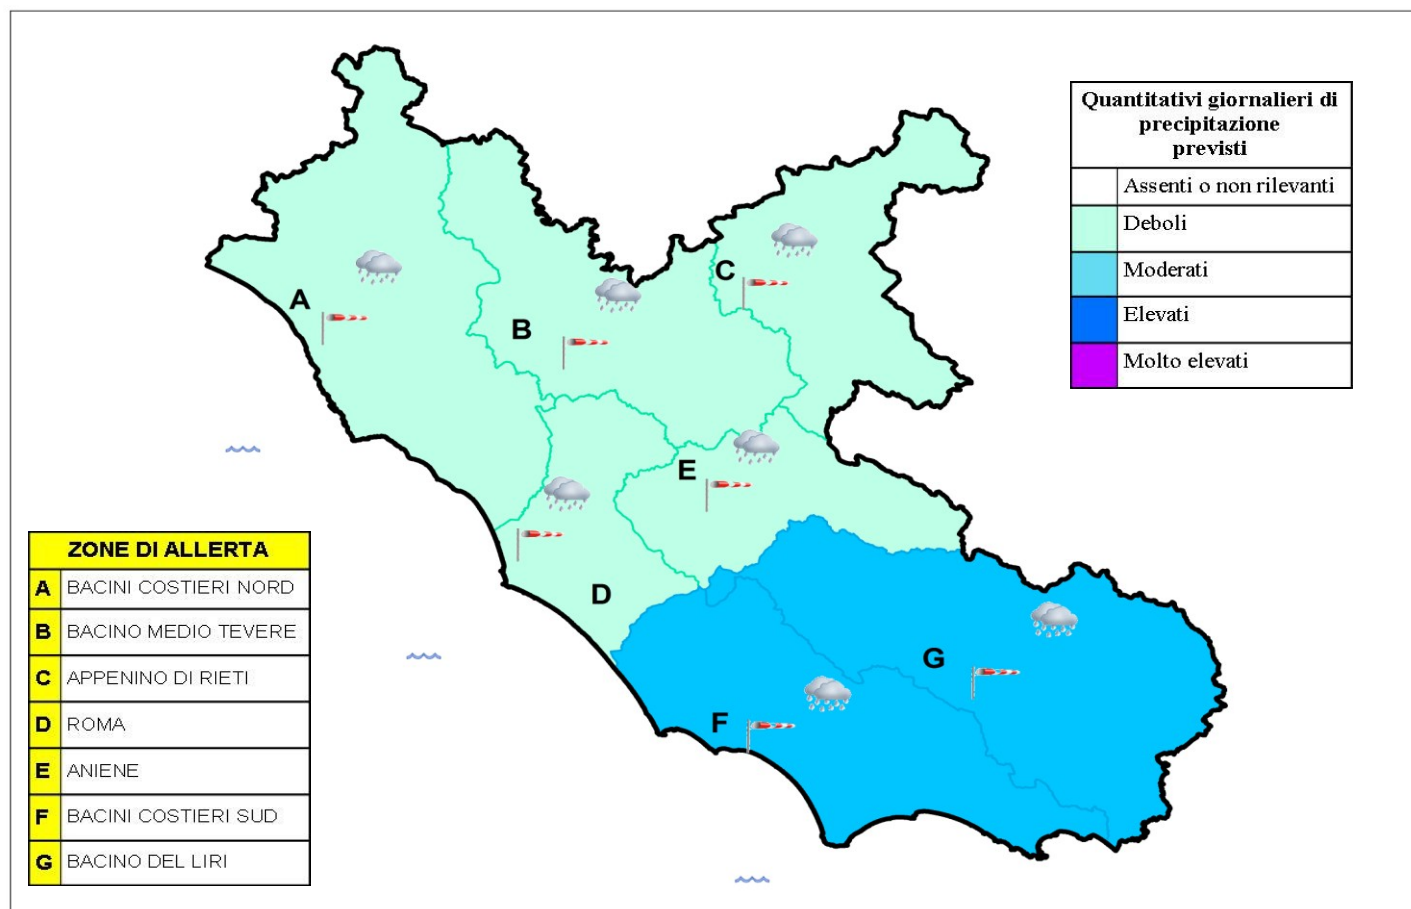 Quantitativi giornalieri di
precipitazione
previsti
Assenti o non rilevanti
Deboli
Moderati
Elevati
Molto elevati
A
B
C
D
E
F
G
ZONE DI ALLERTA
A BACINI COSTIERI NORD
B BACINO MEDIO TEVERE
C APPENINO DI RIETI
D ROMA
E ANIENE
F BACINI COSTIERI SUD
G BACINO DEL LIRI